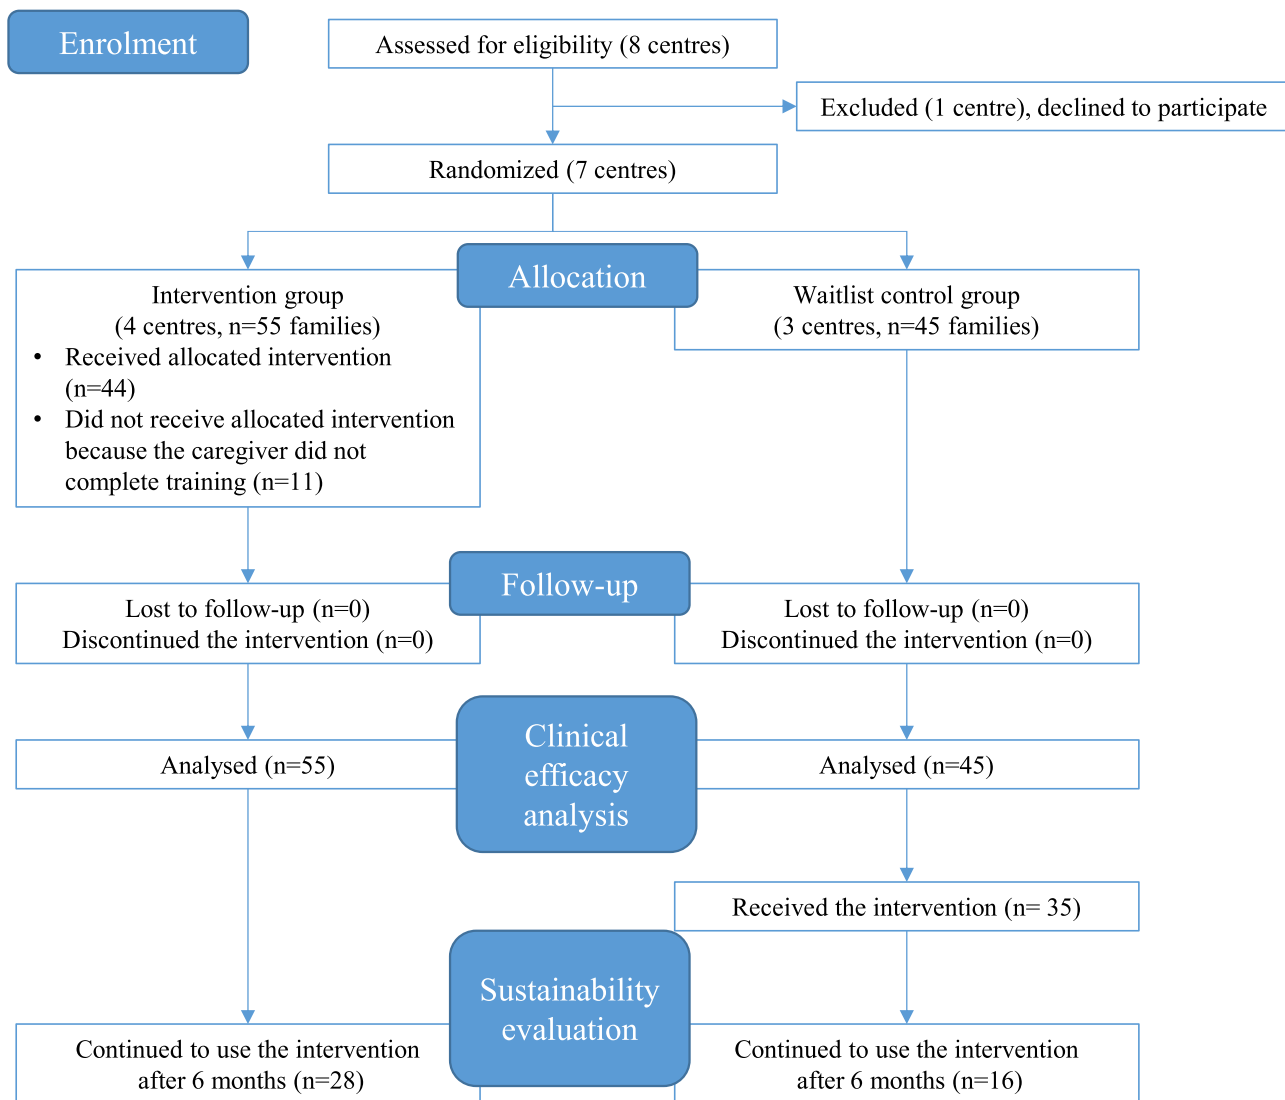 Enrolment
Assessed for eligibility (8 centres)
Excluded (1 centre), declined to participate
Randomized (7 centres)
Allocation
Intervention group
(4 centres, n=55 families)
• Received allocated intervention
(n=44)
• Did not receive allocated intervention
because the caregiver did not
complete training (n=11)
Waitlist control group
(3 centres, n=45 families)
Follow-up
Lost to follow-up (n=0)
Discontinued the intervention (n=0)
Lost to follow-up (n=0)
Discontinued the intervention (n=0)
Clinical
efficacy
analysis
Analysed (n=55)
Analysed (n=45)
Received the intervention (n= 35)
Sustainability
evaluation
Continued to use the intervention
after 6 months (n=28)
Continued to use the intervention
after 6 months (n=16)